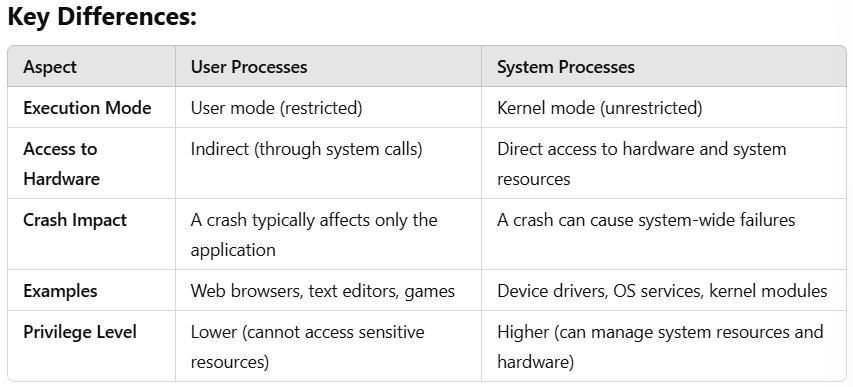 Key Differences:
Aspect User Processes System Processes
Execution Mode User mode (restricted) Kernel mode (unrestricted)
Access to Indirect (through system calls) Direct access to hardware and system
Hardware resources
Crash Impact A crash typically affects only the A crash can cause system-wide failures
application
Examples Web browsers, text editors, games Device drivers, OS services, kernel modules
Privilege Level Lower (cannot access sensitive Higher (can manage system resources and
resources) hardware)